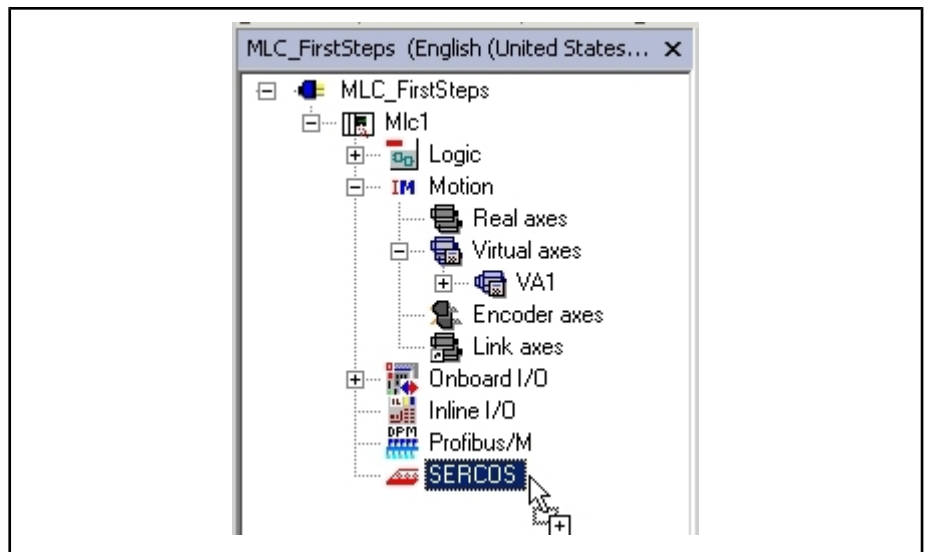 MLC_FirstSteps (English (United States...
MLC_FirstSteps
Mlc1
Logic
IM Motion
Real axes
Virtual axes
VA1
Encoder axes
Link axes
Onboard I/O
Inline I/O
DPM
Profibus/M
SERCOS